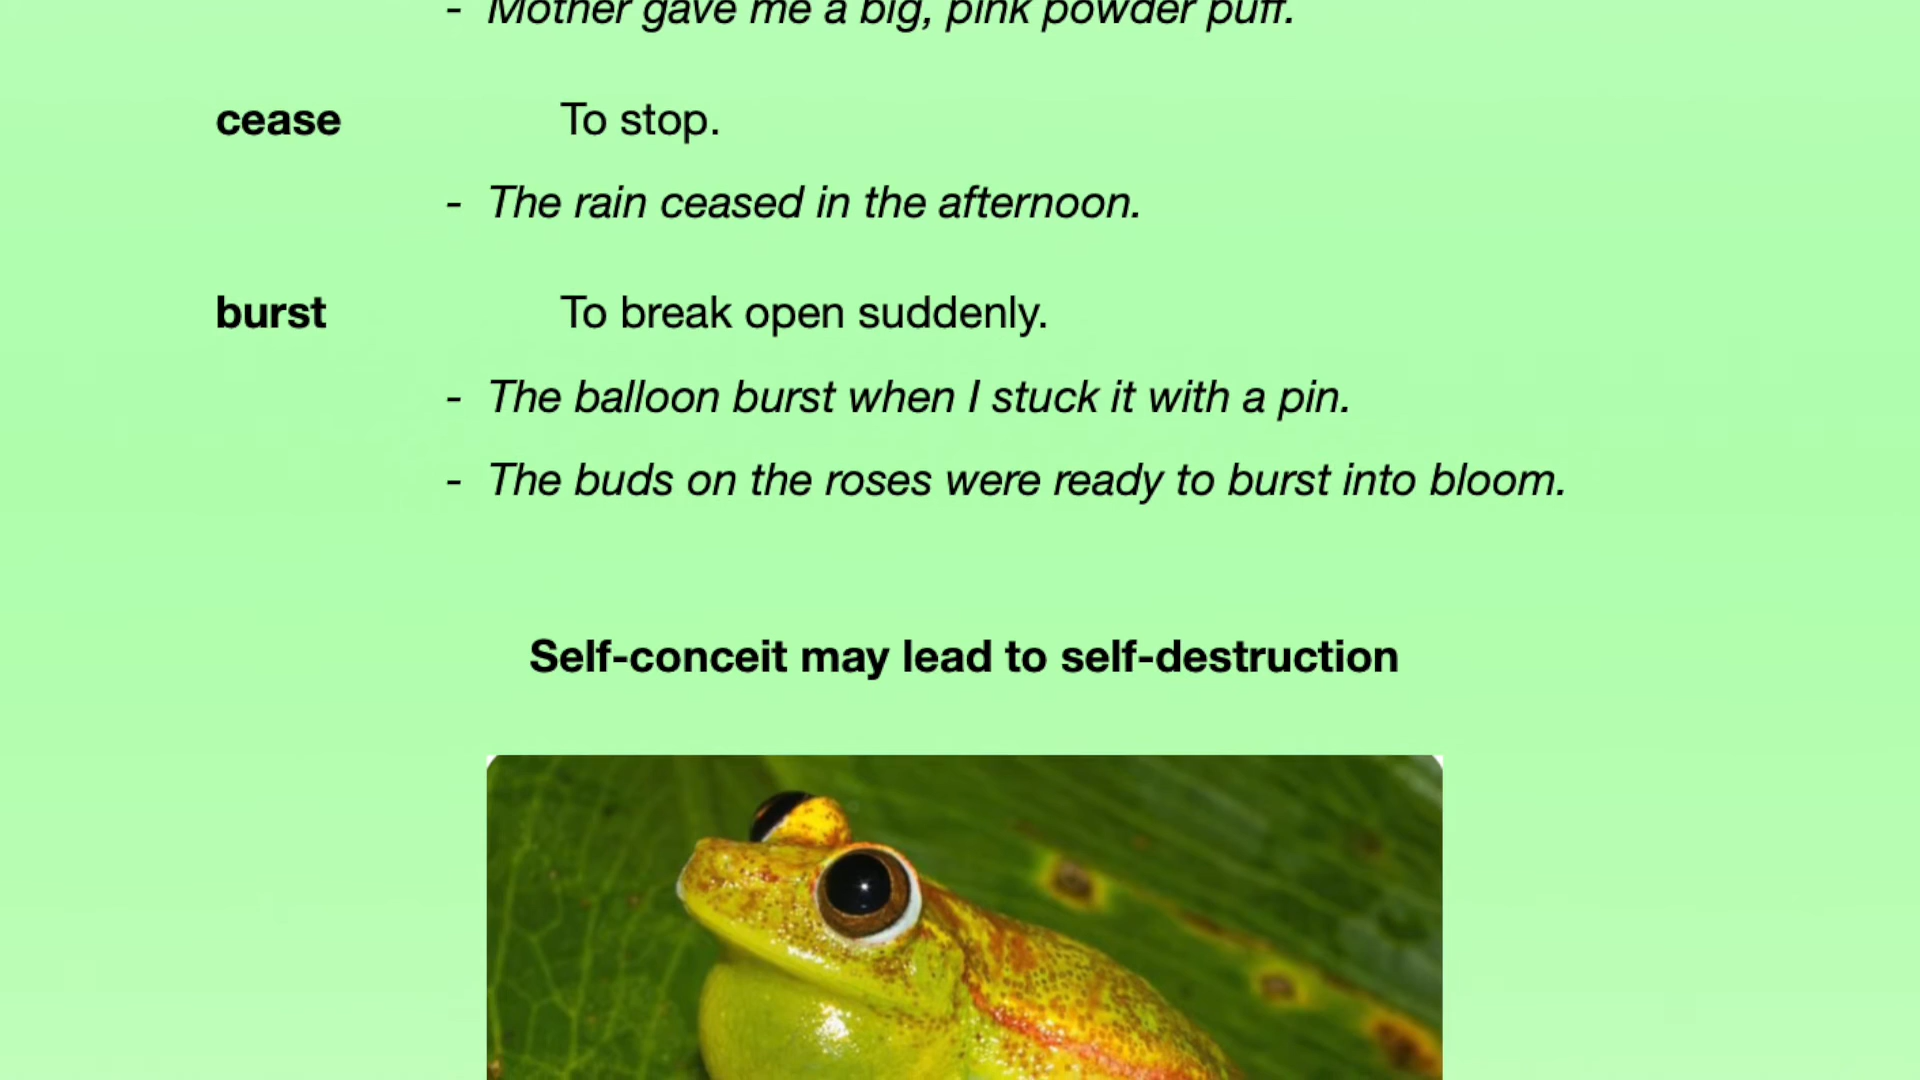 - Mother gave me a big, pink powder puff.
cease To stop.
- The rain ceased in the afternoon.
burst To break open suddenly.
- The balloon burst when I stuck it with a pin.
- The buds on the roses were ready to burst into bloom.
Self-conceit may lead to self-destruction